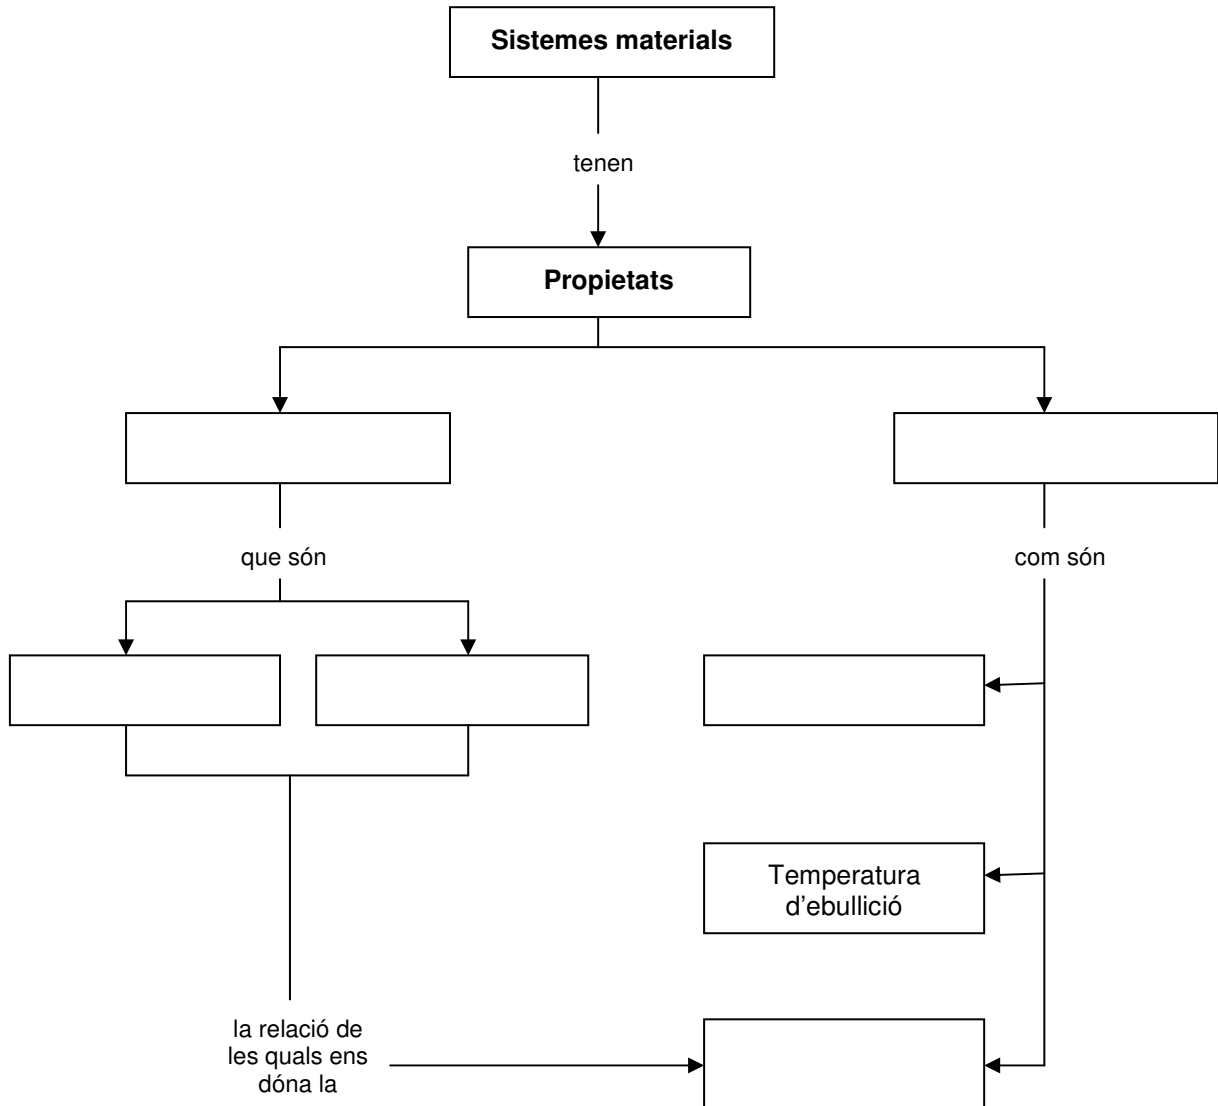 Sistemes materials
tenen
Propietats
que són
com són
Temperatura
d'ebullició
la relació de
les quals ens
dóna la